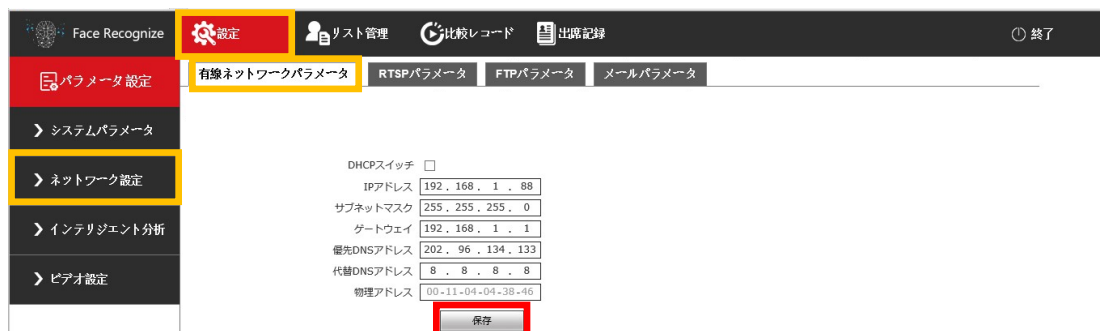 Face Recognize 設定 リスト管理 比較レコード 出席記録 終了
パラメータ設定
有線ネットワークパラメータ RTSPパラメータ FTPパラメータ メールパラメータ
システムパラメータ
ネットワーク設定
インテリジェント分析
ビデオ設定
DHCPスイッチ
IPアドレス 192 . 168 . 1 . 88
サブネットマスク 255 . 255 . 255 . 0
ゲートウェイ 192 . 168 . 1 . 1
優先DNSアドレス 202 . 96 . 134 . 133
代替DNSアドレス 8 . 8 . 8 . 8
物理アドレス 00-11-04-04-38-46
保存